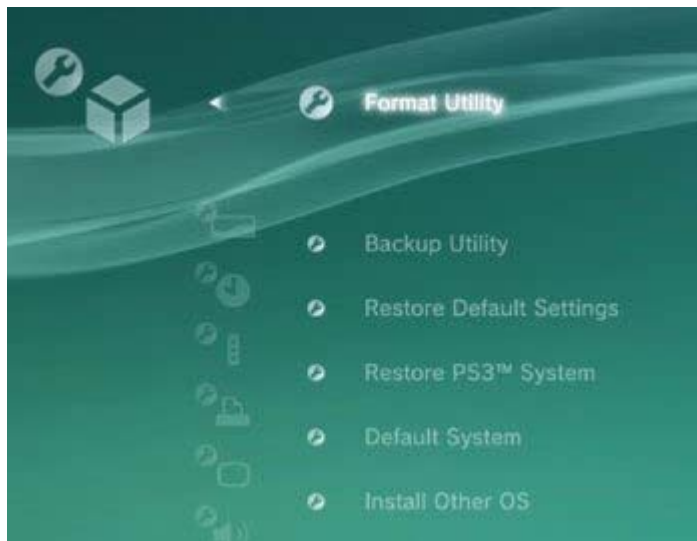 Format Utility
Backup Utility
Restore Default Settings
Restore PS3™ System
Default System
Install Other OS